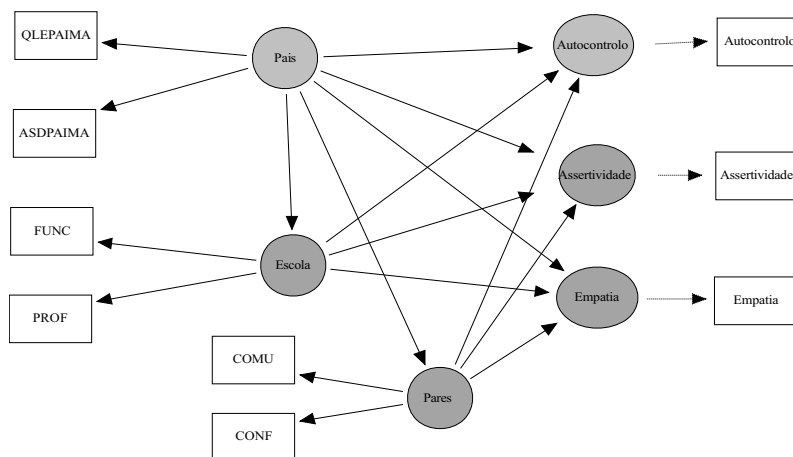 QLEPAIMA
Pais
Autocontrolo
Autocontrolo
ASDPAIMA
Assertividade
Assertividade
FUNC
Escola
Empatia
Empatia
PROF
COMU
Pares
CONF